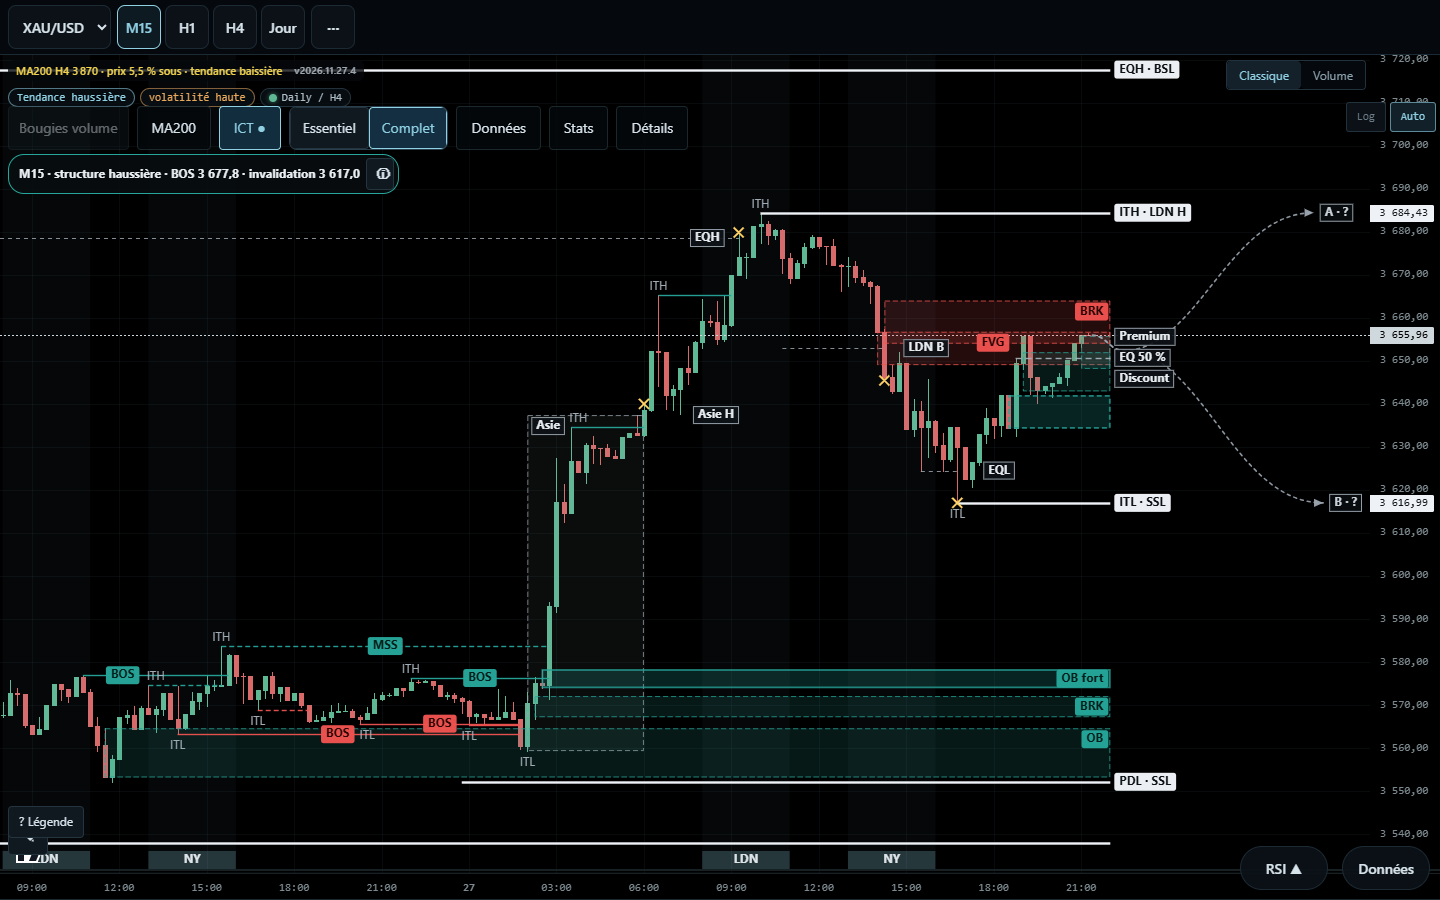 XAU/USD M15 H1 H4 Jour ---
MA200 H4 3 870 · prix 5,5 % sous · tendance baissière v2026.11.27.4
EQH · BSL
Classique Volume
Tendance haussière volatilité haute Daily / H4
Bougies volume MA200 ICT Essentiel Complet Données Stats Détails
Log Auto
M15 · structure haussière · BOS 3 677,8 · invalidation 3 617,0
3 720,00
3 700,00
3 690,00
3 684,43
3 680,00
3 670,00
3 660,00
3 655,96
3 650,00
3 640,00
3 630,00
3 620,00
3 616,99
3 610,00
3 600,00
3 590,00
3 580,00
3 570,00
3 560,00
3 550,00
3 540,00
ITH
ITH · LDN H
A · ?
EQH
ITH
BRK
Premium
FVG
LDN B
EQ 50 %
Discount
Asie H
ITH
Asie
EQL
ITL · SSL
B · ?
ITL
ITH
MSS
ITH
BOS
ITH
BOS
OB fort
BRK
ITL
BOS
BOS
ITL
ITL
OB
ITL
ITL
PDL · SSL
? Légende
NY
LDN
NY
RSI ▲
Données
09:00 12:00 15:00 18:00 21:00 27 03:00 06:00 09:00 12:00 15:00 18:00 21:00